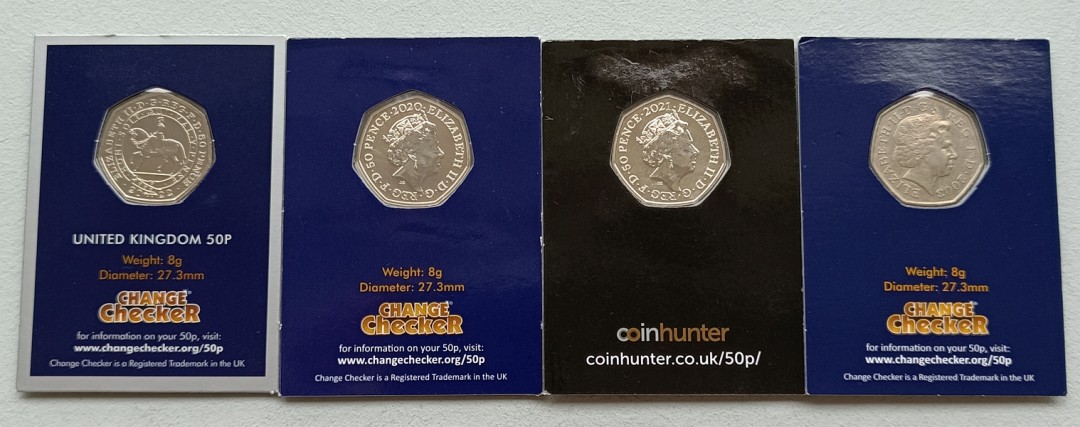 UNITED KINGDOM 50P
Weight: 8g
Diameter: 27.3mm
CHANGE
CHecKeR
for information on your 50p, visit:
www.changechecker.org/50p
Change Checker is a Registered Trademark in the UK
50 PENCE·2020·ELIZABETH II·D·G·REG·F·D·
Weight: 8g
Diameter: 27.3mm
CHANGE
CHecKeR
for information on your 50p, visit:
www.changechecker.org/50p
Change Checker is a Registered Trademark in the UK
50 PENCE·2021·ELIZABETH II·D·G·REG·F·D·
coinhunter
coinhunter.co.uk/50p/
ELIZABETH II
Weight: 8g
Diameter: 27.3mm
CHANGE
CHecKeR
for information on your 50p, visit:
www.changechecker.org/50p
Change Checker is a Registered Trademark in the UK